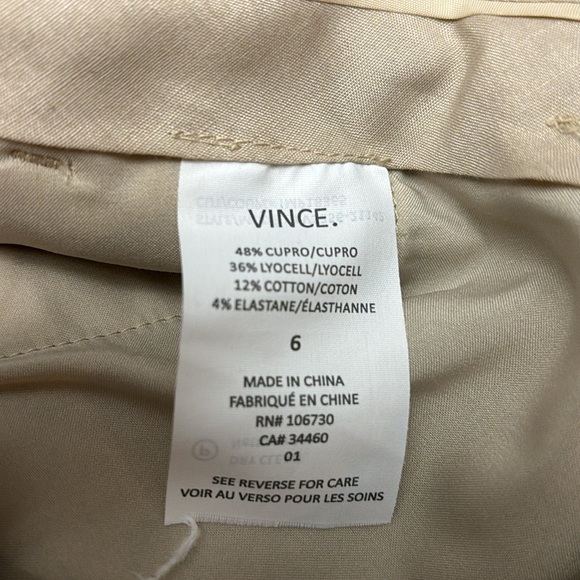 VINCE.
48% CUPRO/CUPRO
36% LYOCELL/LYOCELL
12% COTTON/COTON
4% ELASTANE/ÉLASTHANNE
6
MADE IN CHINA
FABRIQUÉ EN CHINE
RN# 106730
CA# 34460
01
SEE REVERSE FOR CARE
VOIR AU VERSO POUR LES SOINS